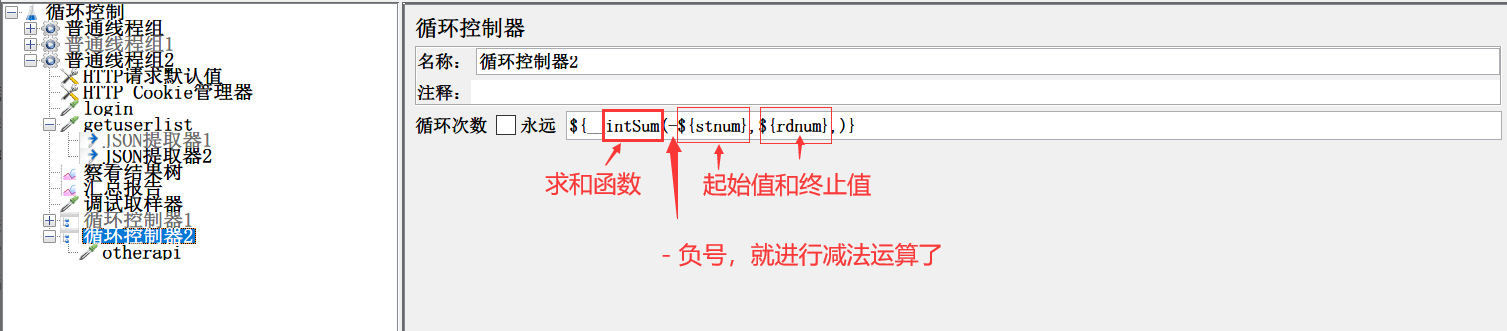 循环控制
普通线程组
普通线程组1
普通线程组2
HTTP请求默认值
HTTP Cookie管理器
login
getuserlist
JSON提取器1
JSON提取器2
察看结果树
汇总报告
调试取样器
循环控制器1
循环控制器2
otherapi
循环控制器
名称： 循环控制器2
注释：
循环次数 永远 ${__intSum(-${stnum},${rdnum},)}
求和函数 起始值和终止值
- 负号，就进行减法运算了